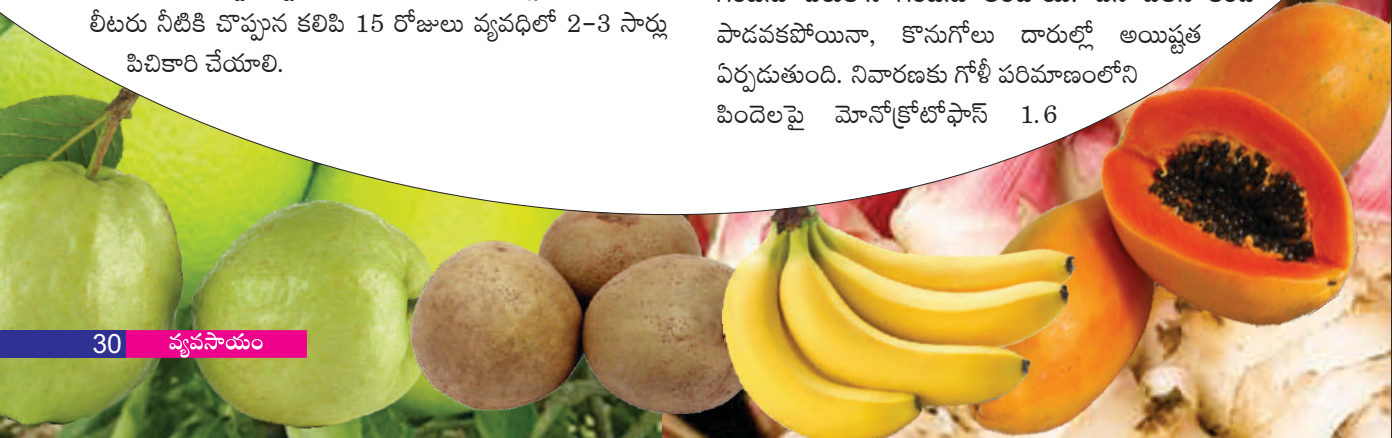 లీటరు నీటికి చొప్పున కలిపి 15 రోజులు వ్యవధిలో 2-3 సార్లు
పిచికారి చేయాలి.
పాడవకపోయినా, కొనుగోలు దారుల్లో అయిష్టత
ఏర్పడుతుంది. నివారణకు గోళీ పరిమాణంలోని
పిందెలపై మోనోక్రోటోఫాస్ 1.6
30 వ్యవసాయం